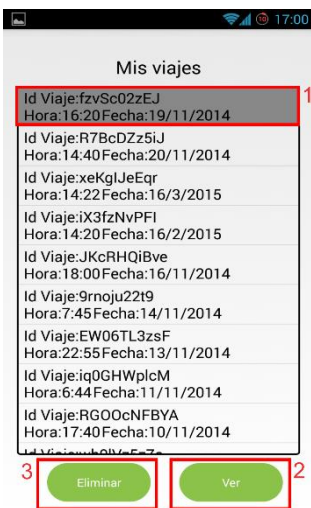 10 17:00
Mis viajes
1
Id Viaje:fzvSc02zEJ
Hora:16:20Fecha:19/11/2014
Id Viaje:R7BcDZz5iJ
Hora:14:40Fecha:20/11/2014
Id Viaje:xeKgIJeEqr
Hora:14:22Fecha:16/3/2015
Id Viaje:iX3fzNvPFI
Hora:14:20Fecha:16/2/2015
Id Viaje:JKcRHQiBve
Hora:18:00Fecha:16/11/2014
Id Viaje:9rnoju22t9
Hora:7:45Fecha:14/11/2014
Id Viaje:EW06TL3zsF
Hora:22:55Fecha:13/11/2014
Id Viaje:iq0GHWplcM
Hora:6:44Fecha:11/11/2014
Id Viaje:RGOOcNFBYA
Hora:17:40Fecha:10/11/2014
Id
3 Eliminar Ver 2